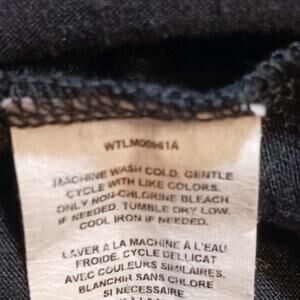 WTLM00961A
MACHINE WASH COLD. GENTLE
CYCLE WITH LIKE COLORS.
ONLY NON-CHLORINE BLEACH
IF NEEDED. TUMBLE DRY LOW.
COOL IRON IF NEEDED.
LAVER À LA MACHINE À L'EAU
FROIDE, CYCLE DÉLLICAT
AVEC COULEURS SIMILAIRES,
BLANCHIR SANS CHLORE
SI NÉCESSAIRE